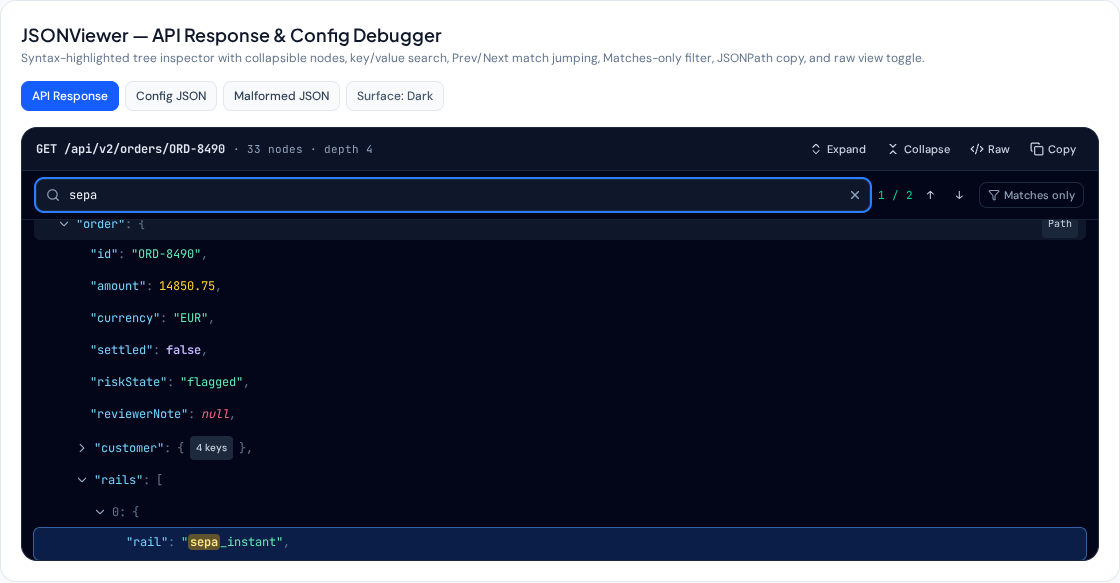 JSONViewer — API Response & Config Debugger
Syntax-highlighted tree inspector with collapsible nodes, key/value search, Prev/Next match jumping, Matches-only filter, JSONPath copy, and raw view toggle.
API Response Config JSON Malformed JSON Surface: Dark
GET /api/v2/orders/ORD-8490 · 33 nodes · depth 4 Expand Collapse </> Raw Copy
sepa 1 / 2 ↑ ↓ Matches only
"order": { Path
"id": "ORD-8490",
"amount": 14850.75,
"currency": "EUR",
"settled": false,
"riskState": "flagged",
"reviewerNote": null,
"customer": { 4 keys },
"rails": [
0: {
"rail": "sepa_instant",